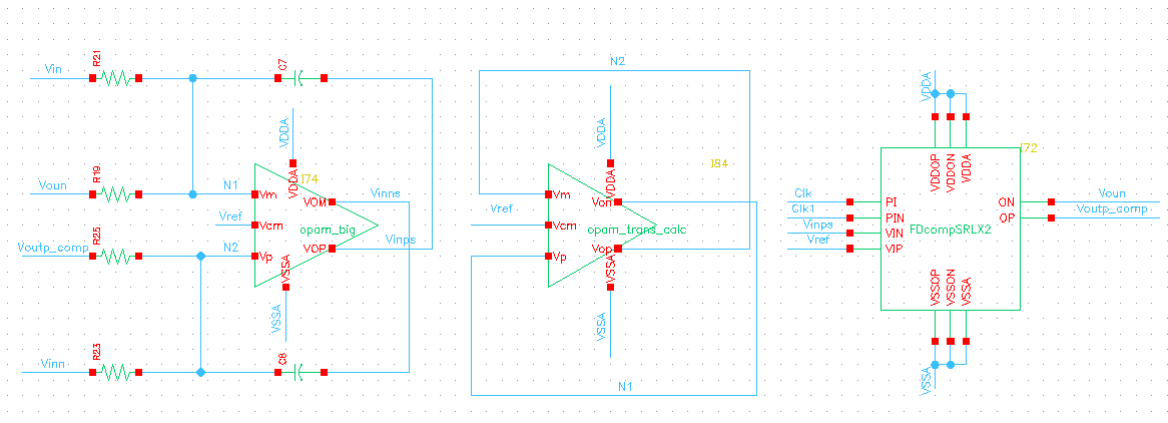 R21
Vin
C7
VDDA
I74
R19
Voun
N1
Vm
VDDA
VOM
Vinns
Vref
Vcm
opam_big
R25
Voutp_comp
N2
Vp
VSSA
VOP
Vinps
VSSA
R23
Vinn
C8
N2
VDDA
I84
Vm
VDDA
Von
Vref
Vcm
opam_trans_calc
Vp
VSSA
Vop
VSSA
N1
VDDA
I72
VDDOP
VDDON
VDDA
Clk
PI
ON
Voun
Clk1
PIN
OP
Voutp_comp
Vinps
VIN
FDcompSRLX2
Vref
VIP
VSSOP
VSSON
VSSA
VSSA